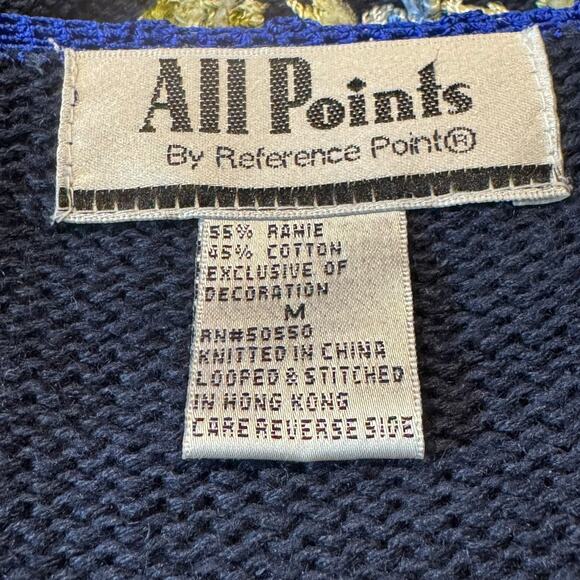 All Points
By Reference Point®
55% RAMIE
45% COTTON
EXCLUSIVE OF
DECORATION
M
RN#50550
KNITTED IN CHINA
LOOPED & STITCHED
IN HONG KONG
CARE REVERSE SIDE